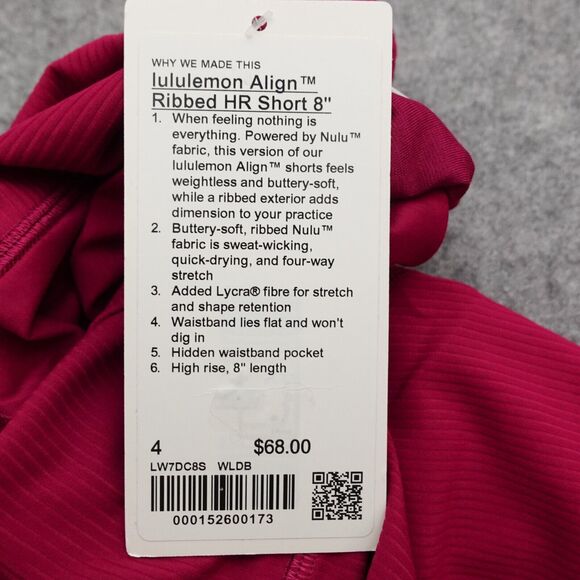 WHY WE MADE THIS
lululemon Align™
Ribbed HR Short 8"
1. When feeling nothing is
everything. Powered by Nulu™
fabric, this version of our
lululemon Align™ shorts feels
weightless and buttery-soft,
while a ribbed exterior adds
dimension to your practice
2. Buttery-soft, ribbed Nulu™
fabric is sweat-wicking,
quick-drying, and four-way
stretch
3. Added Lycra® fibre for stretch
and shape retention
4. Waistband lies flat and won't
dig in
5. Hidden waistband pocket
6. High rise, 8" length
4 $68.00
LW7DC8S WLDB
000152600173